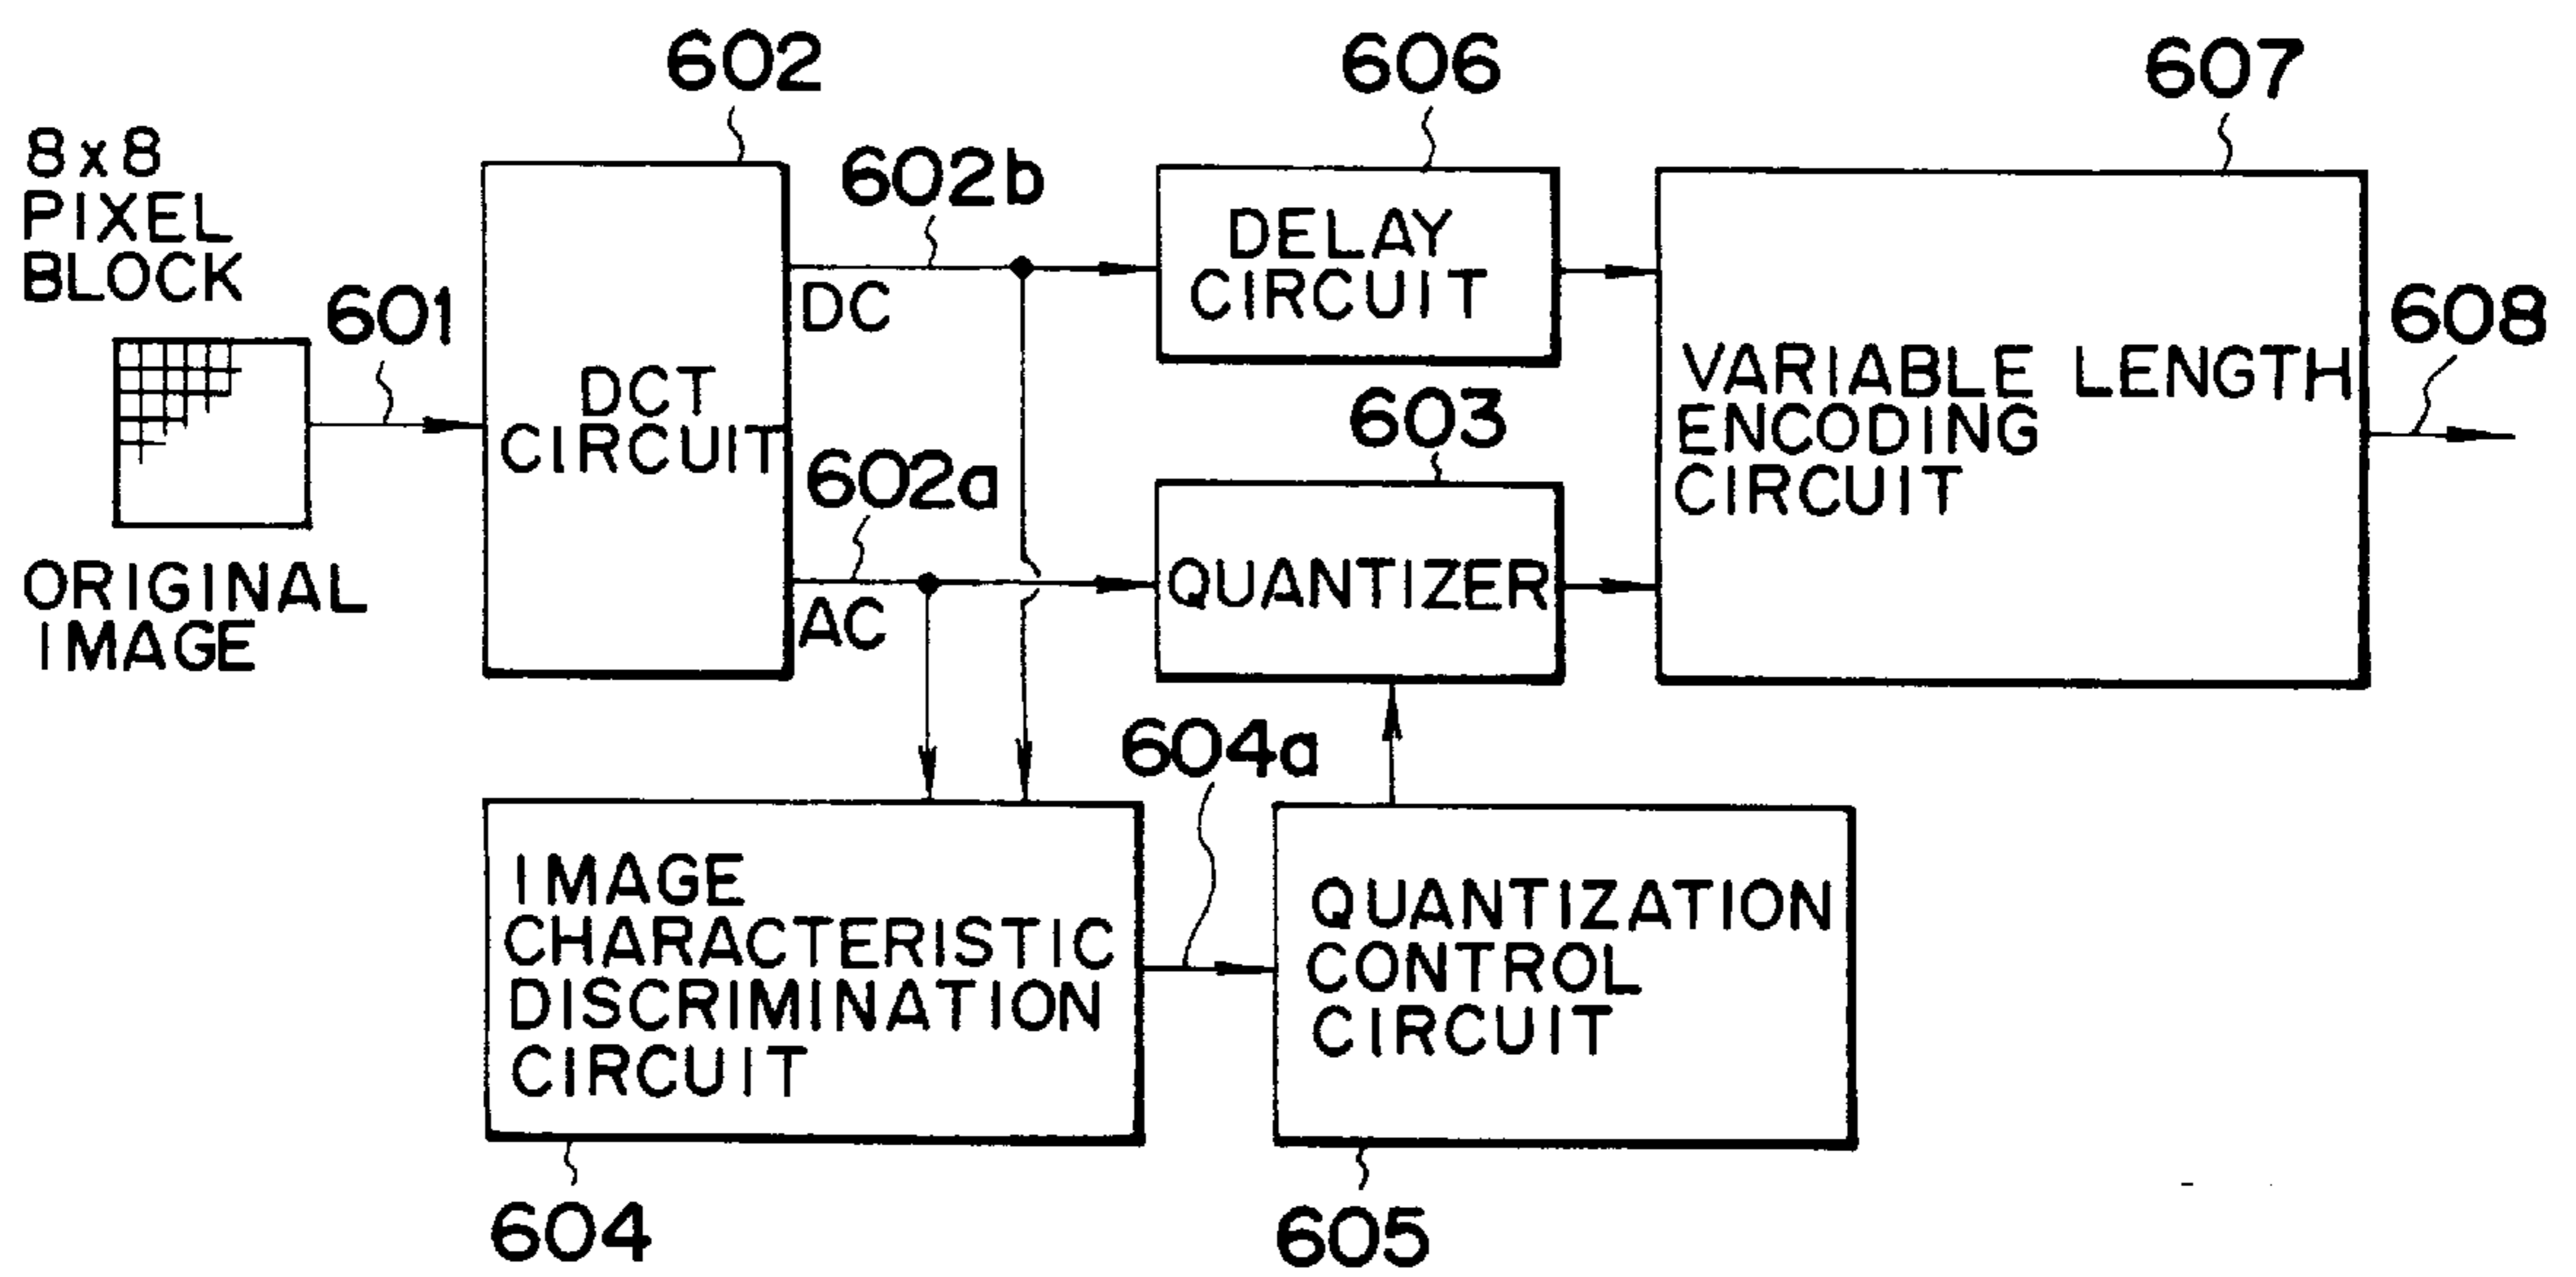 602
606
607
8x8
PIXEL
BLOCK
602b
601
DC
DELAY
CIRCUIT
608
DCT
CIRCUIT
VARIABLE LENGTH
ENCODING
CIRCUIT
603
602a
QUANTIZER
AC
ORIGINAL
IMAGE
604a
IMAGE
CHARACTERISTIC
DISCRIMINATION
CIRCUIT
QUANTIZATION
CONTROL
CIRCUIT
604
605